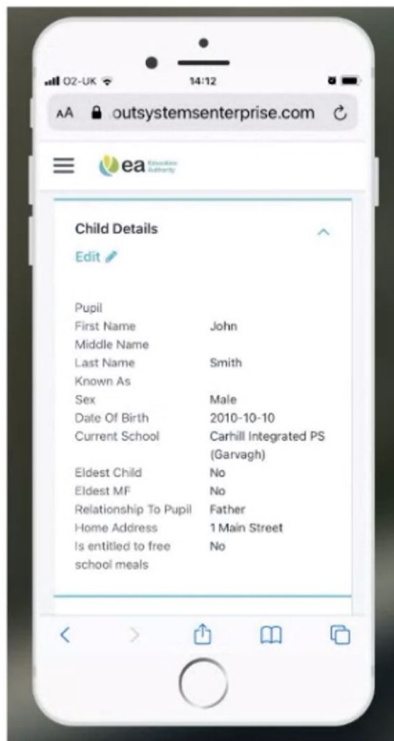 O2-UK 14:12
AA outsystemsenterprise.com
ea Education
Authority
Child Details
Edit
Pupil
First Name John
Middle Name
Last Name Smith
Known As
Sex Male
Date Of Birth 2010-10-10
Current School Carhill Integrated PS
(Garvagh)
Eldest Child No
Eldest MF No
Relationship To Pupil Father
Home Address 1 Main Street
Is entitled to free No
school meals